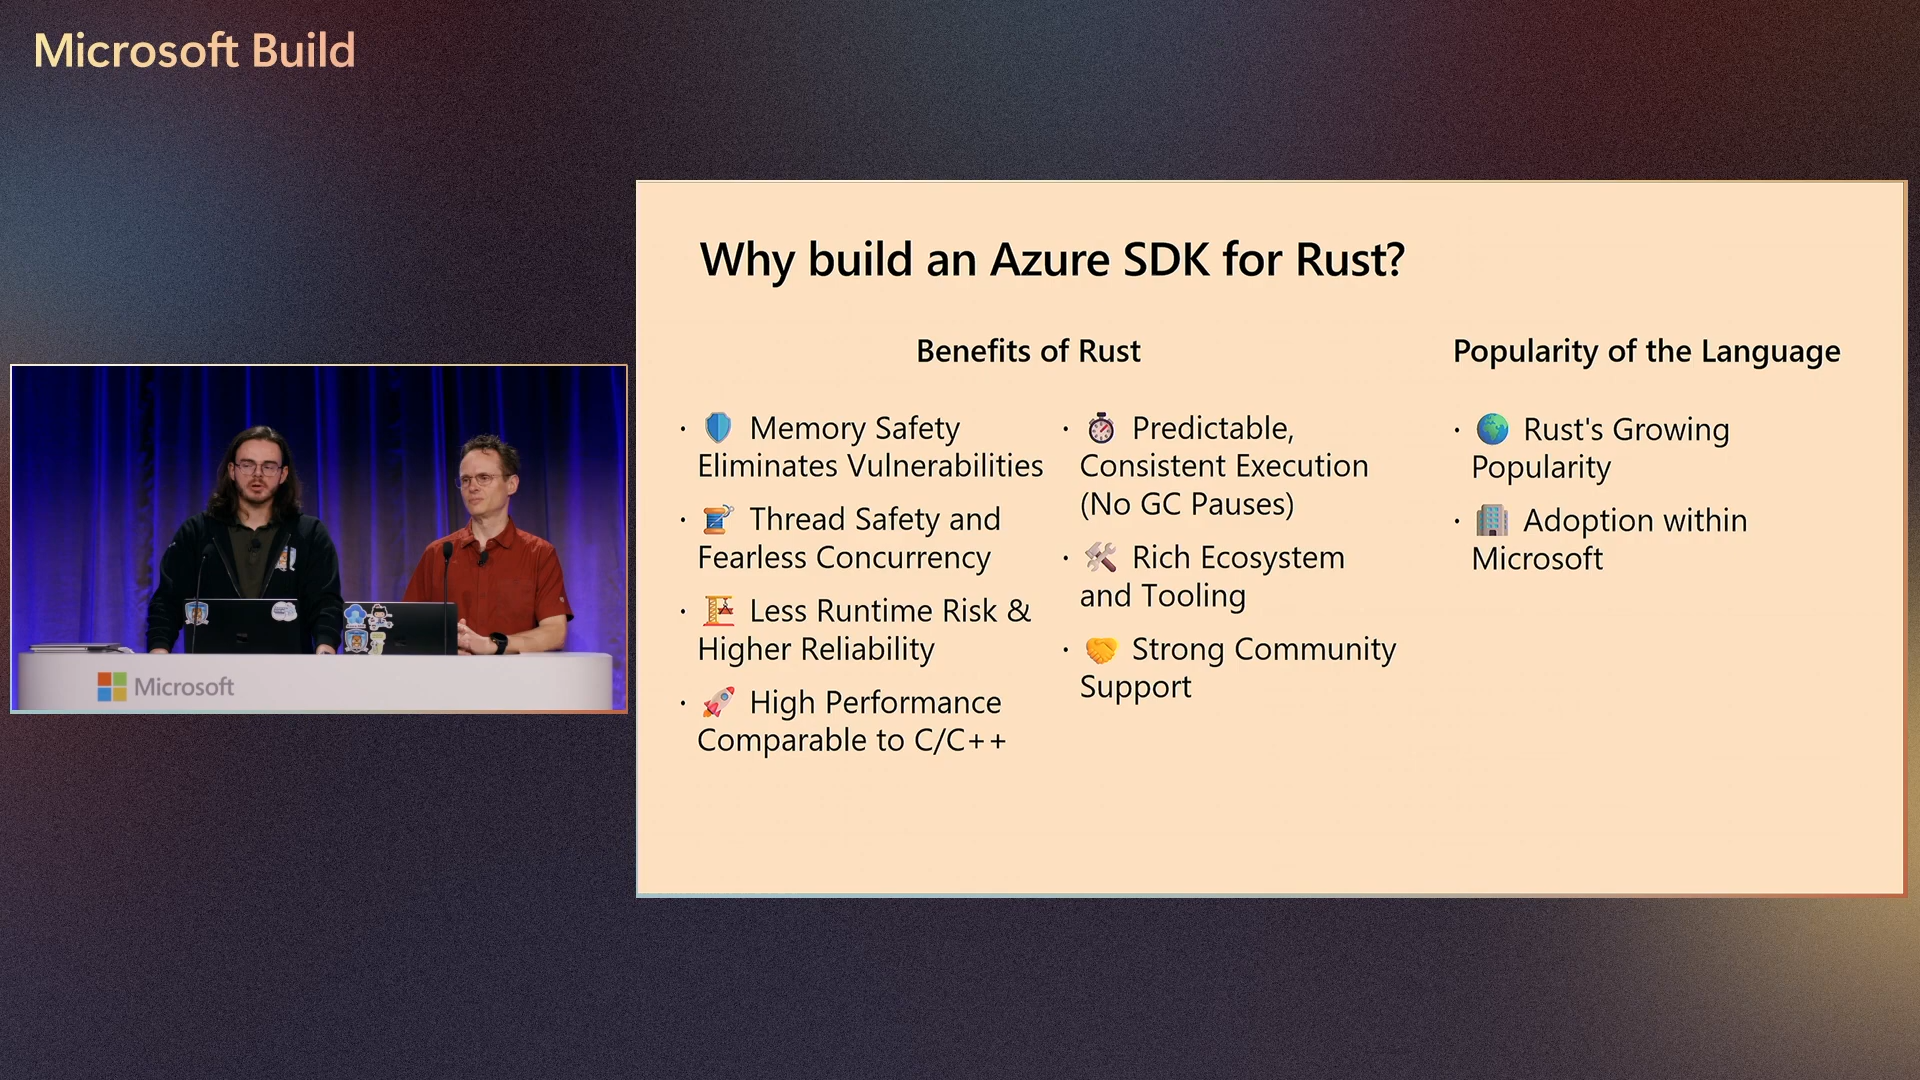 Microsoft Build
Why build an Azure SDK for Rust?
Benefits of Rust
· 🛡️ Memory Safety
Eliminates Vulnerabilities
· 🧵 Thread Safety and
Fearless Concurrency
· 🏗️ Less Runtime Risk &
Higher Reliability
· 🚀 High Performance
Comparable to C/C++
· ⏱️ Predictable,
Consistent Execution
(No GC Pauses)
· 🛠️ Rich Ecosystem
and Tooling
· 🤝 Strong Community
Support
Popularity of the Language
· 🌍 Rust's Growing
Popularity
· 🏢 Adoption within
Microsoft
Microsoft